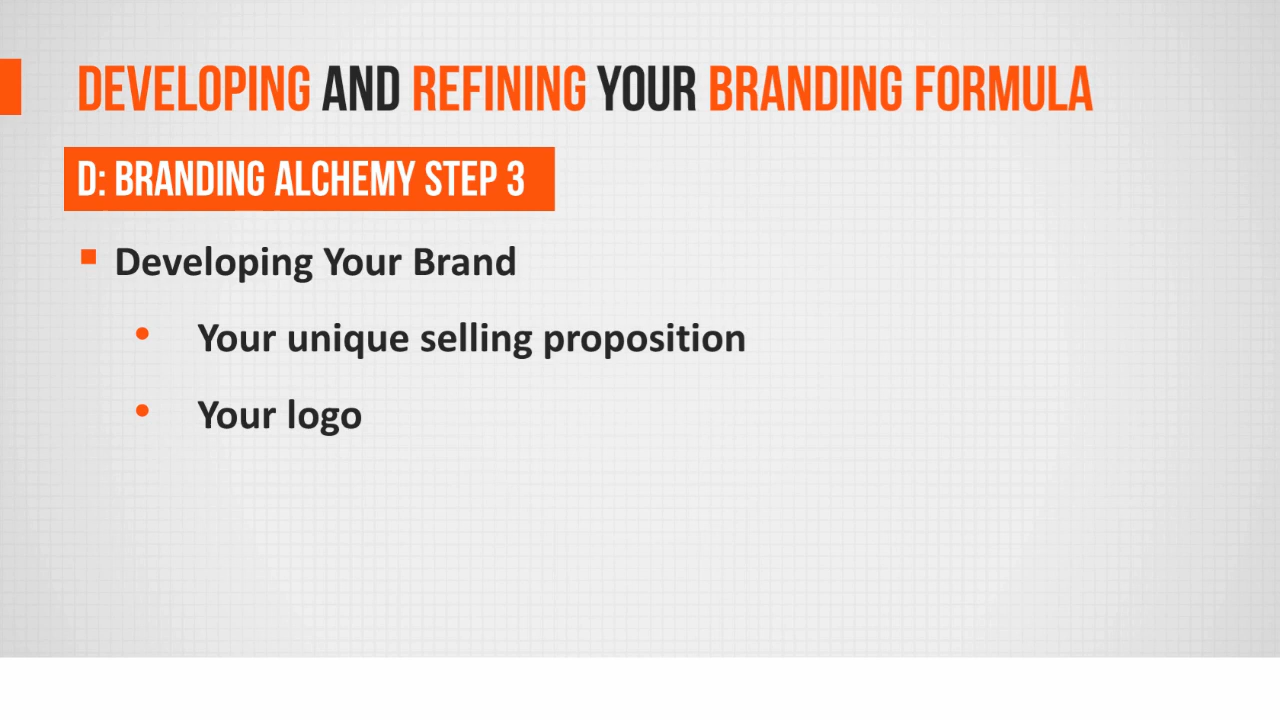 DEVELOPING AND REFINING YOUR BRANDING FORMULA
D: BRANDING ALCHEMY STEP 3
Developing Your Brand
Your unique selling proposition
Your logo